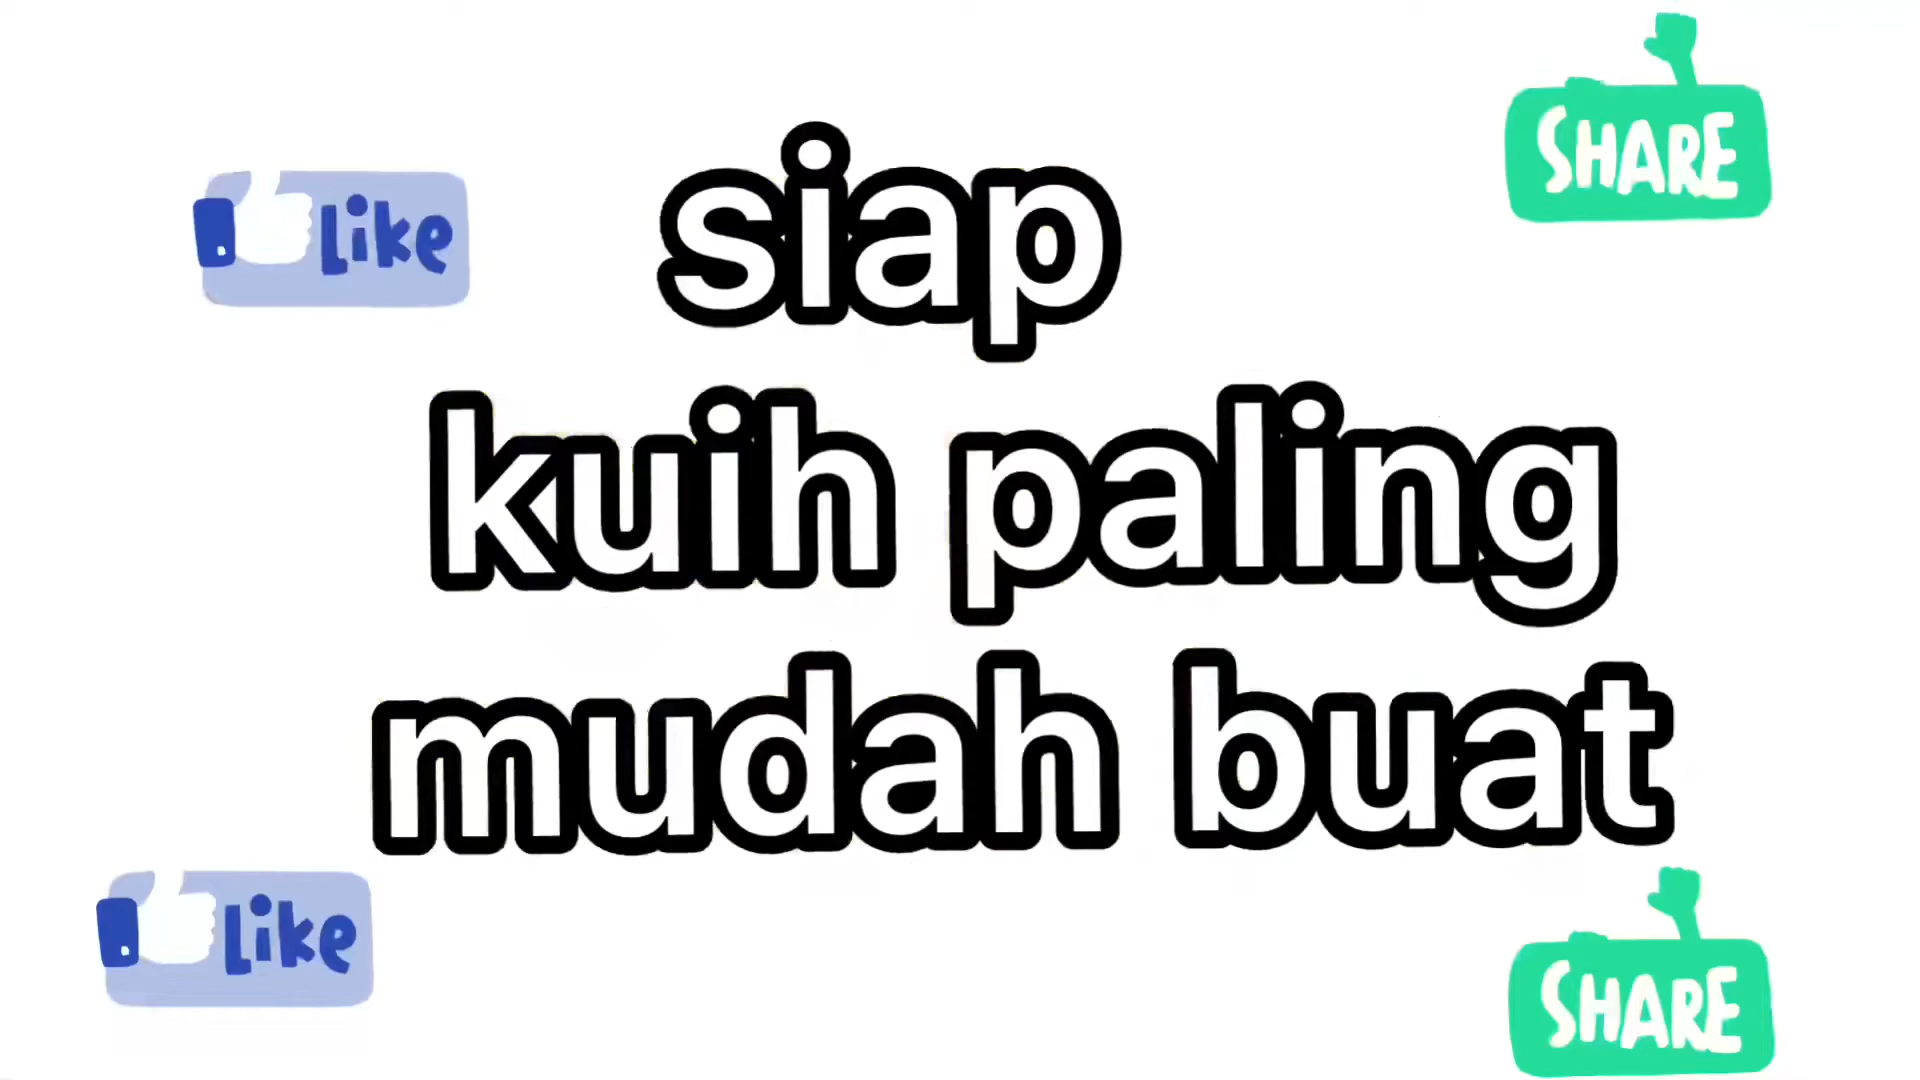 SHARE
Like
siap
kuih paling
mudah buat
Like
SHARE